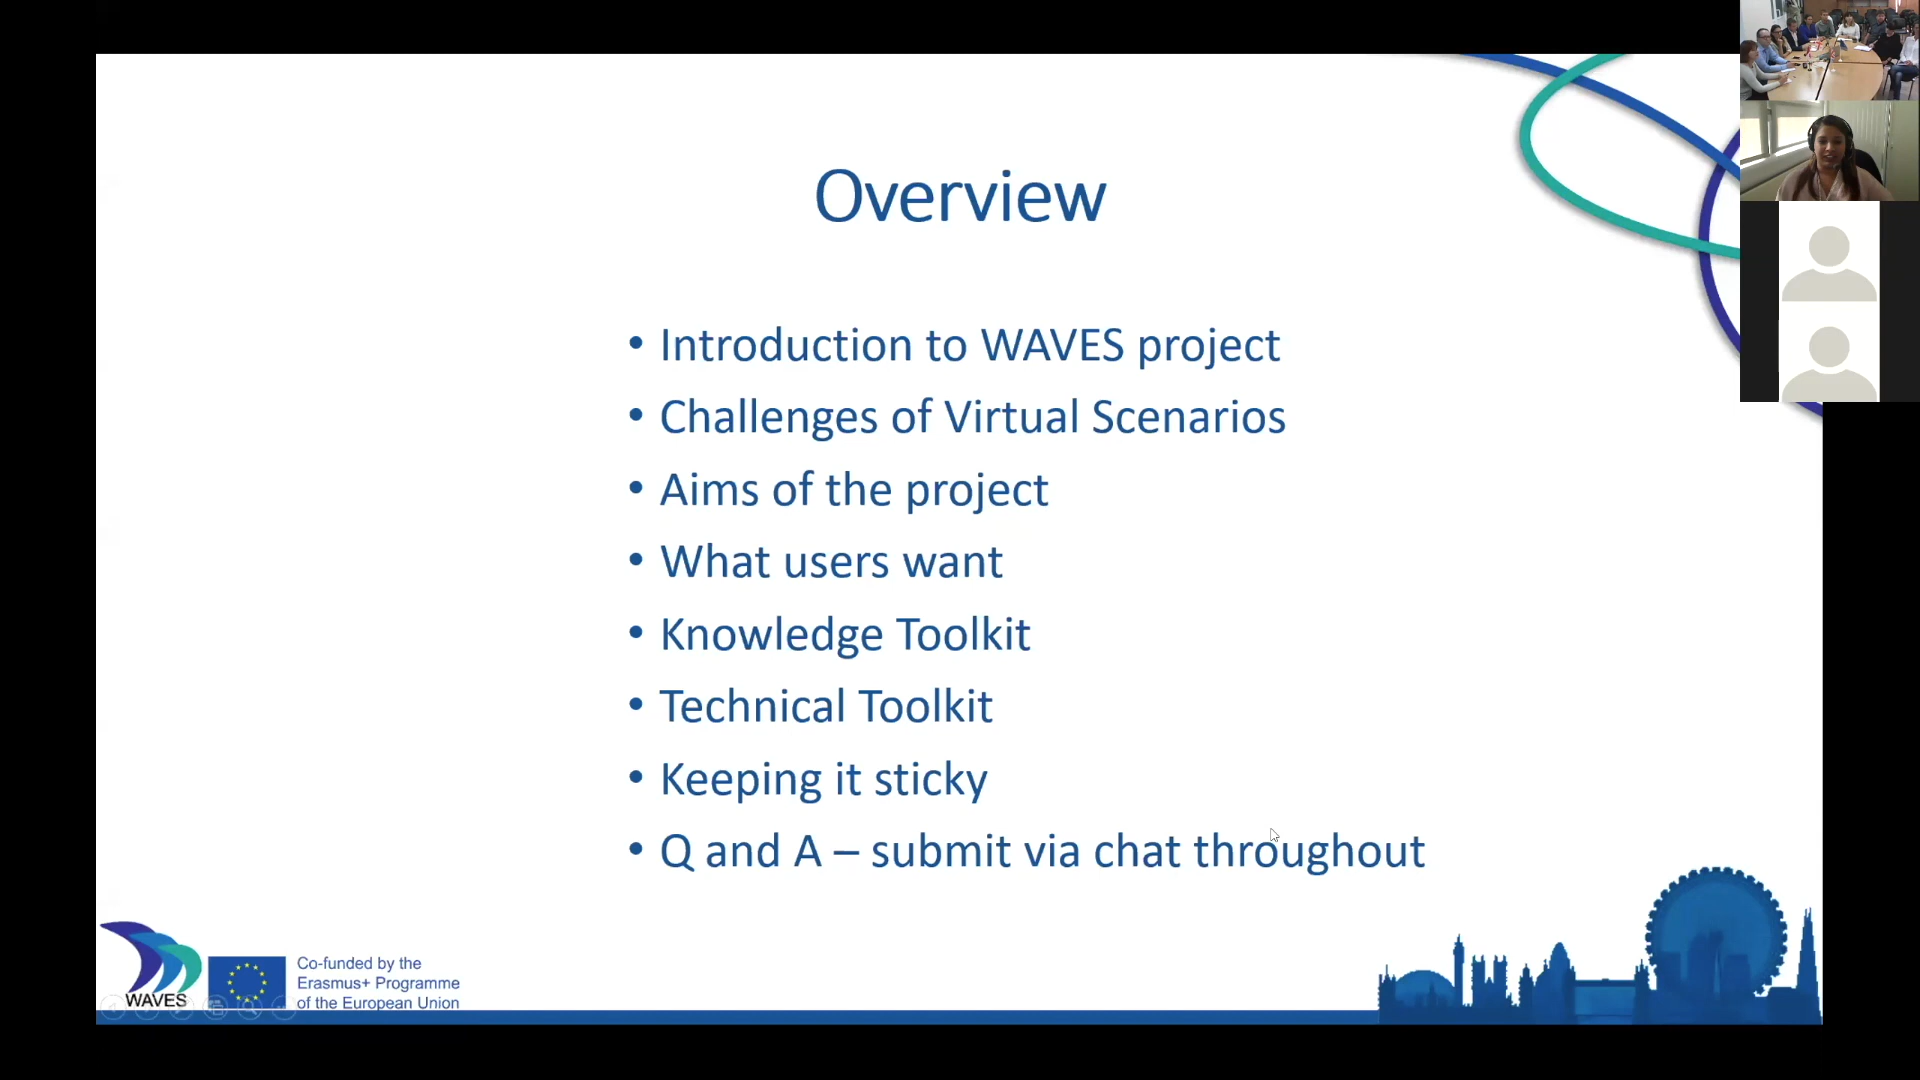 Overview
• Introduction to WAVES project
• Challenges of Virtual Scenarios
• Aims of the project
• What users want
• Knowledge Toolkit
• Technical Toolkit
• Keeping it sticky
• Q and A – submit via chat throughout
WAVES
Co-funded by the
Erasmus+ Programme
of the European Union